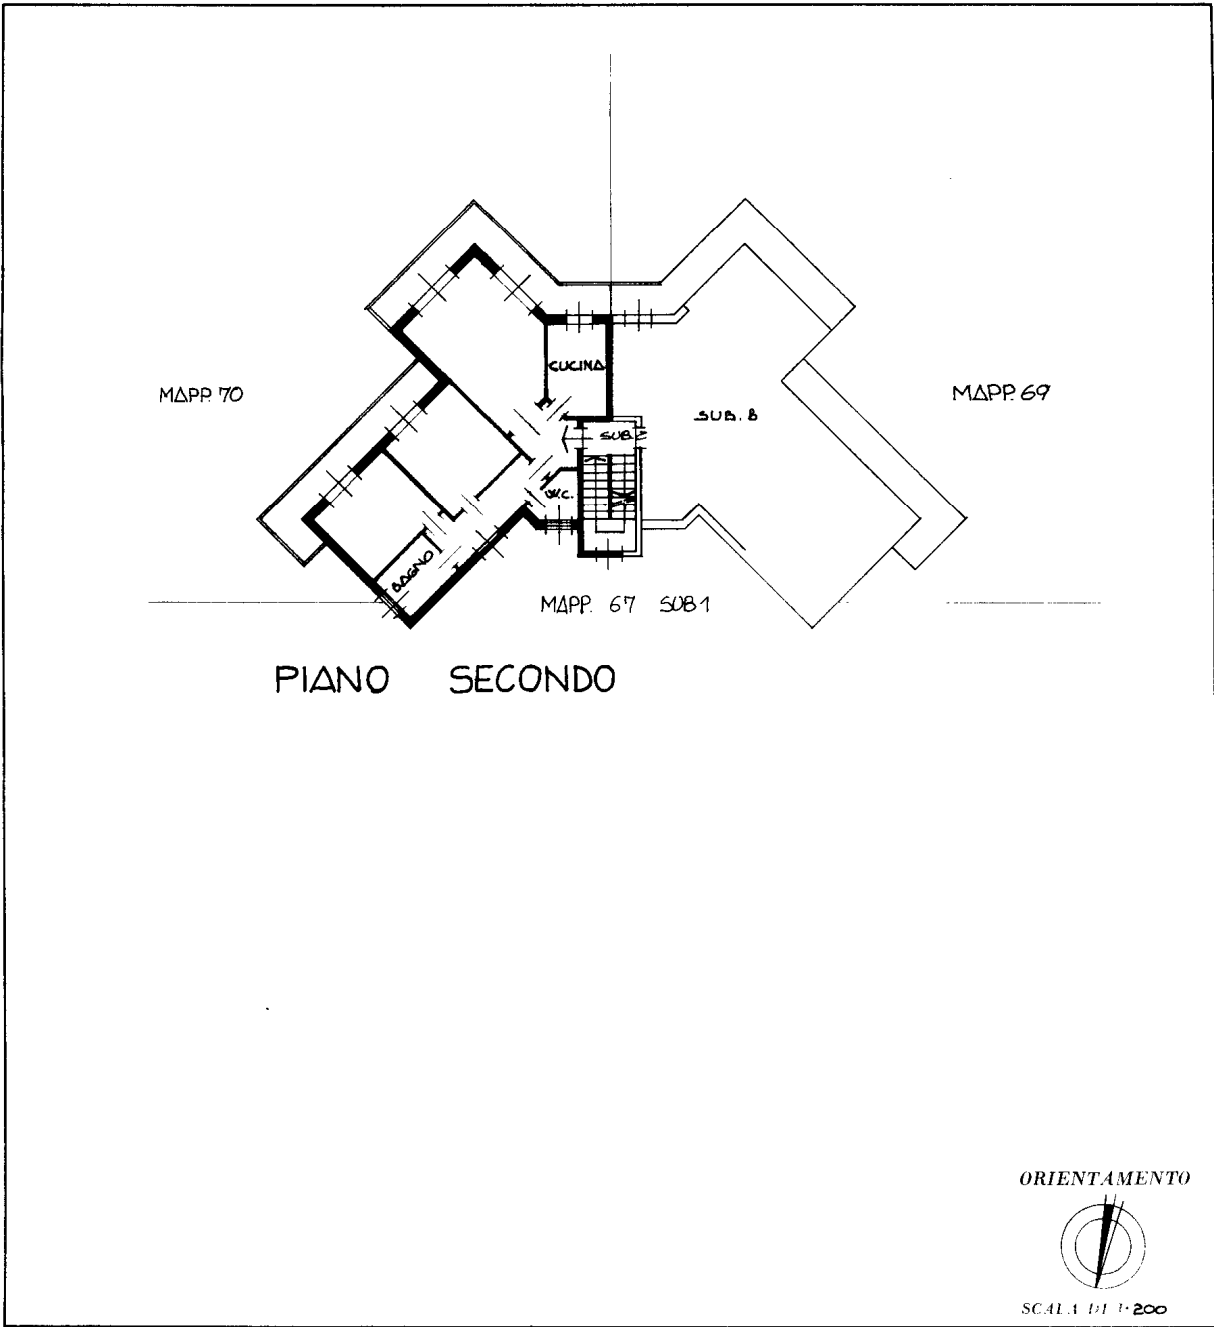 MAPP. 70
CUCINA
SUB. 8
MAPP. 69
SUB. 2
W.C.
BAGNO
MAPP. 67 SUB 1
PIANO SECONDO
ORIENTAMENTO
SCALA DI 1:200